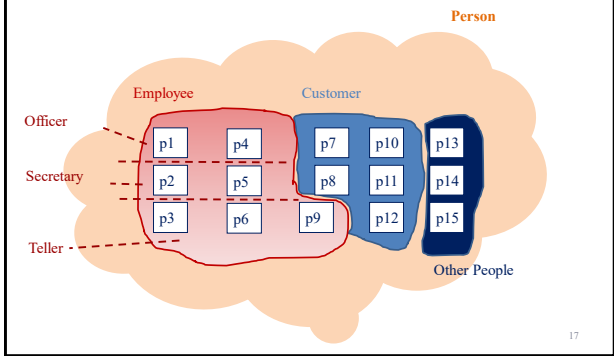 Person
Employee
Customer
Officer
p1
p4
p7
p10
p13
Secretary
p2
p5
p8
p11
p14
p3
p6
p9
p12
p15
Teller
Other People
17